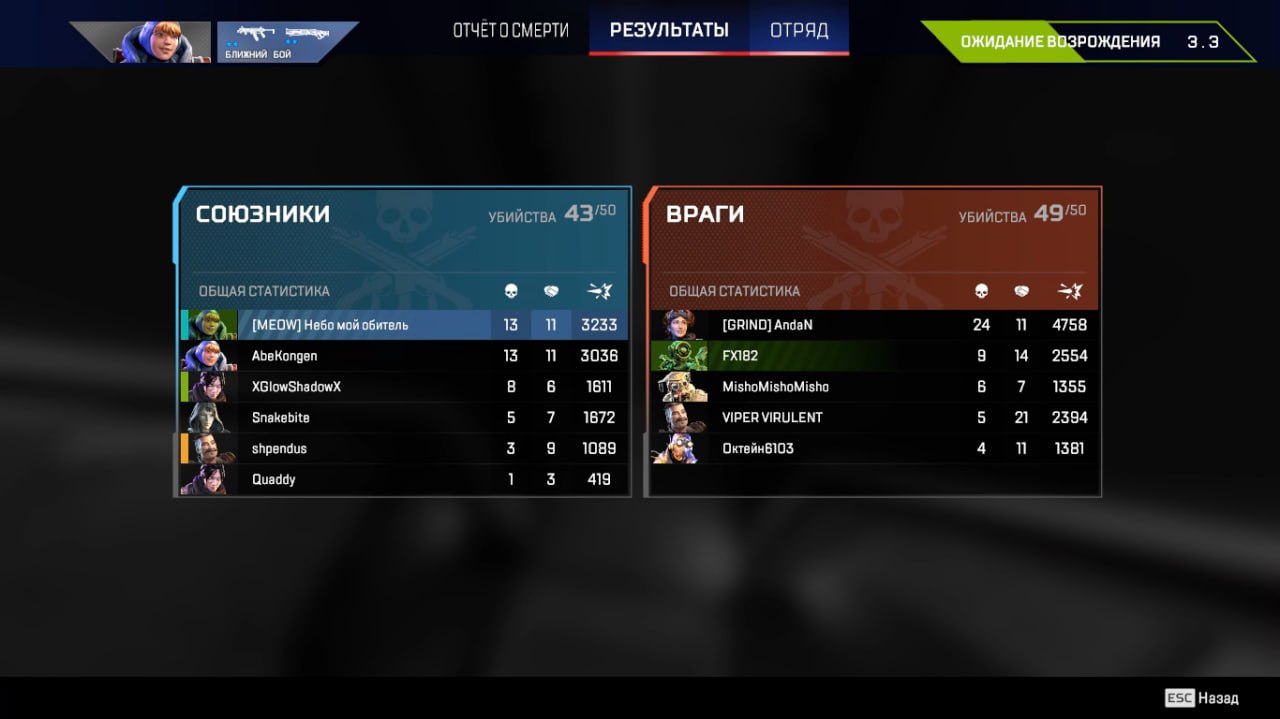 БЛИЖНИЙ БОЙ
ОТЧЁТ О СМЕРТИ
РЕЗУЛЬТАТЫ
ОТРЯД
ОЖИДАНИЕ ВОЗРОЖДЕНИЯ 3.3
СОЮЗНИКИ
УБИЙСТВА 43/50
ОБЩАЯ СТАТИСТИКА
[MEOW] Небо мой обитель 13 11 3233
AbeKongen 13 11 3036
XGlowShadowX 8 6 1611
Snakebite 5 7 1672
shpendus 3 9 1089
Quaddy 1 3 419
ВРАГИ
УБИЙСТВА 49/50
ОБЩАЯ СТАТИСТИКА
[GRIND] AndaN 24 11 4758
FX182 9 14 2554
MishoMishoMisho 6 7 1355
VIPER VIRULENT 5 21 2394
Октейн6103 4 11 1381
ESC Назад